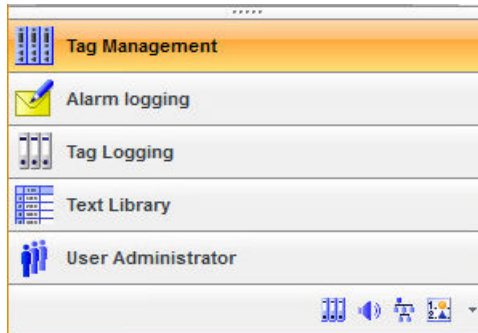 Tag Management
Alarm logging
Tag Logging
Text Library
User Administrator